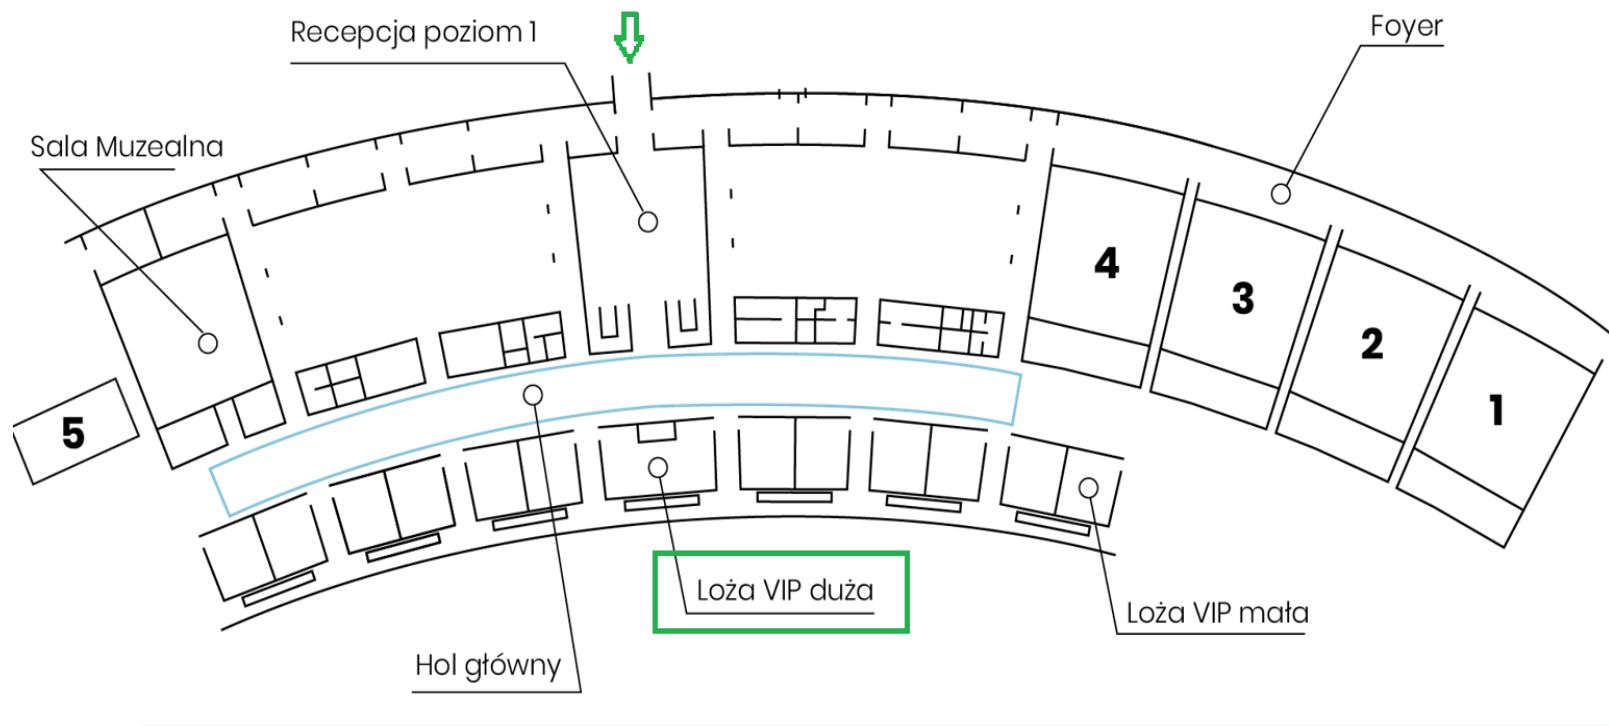 Recepcja poziom 1
Foyer
Sala Muzealna
4
3
2
1
5
Loża VIP duża
Loża VIP mała
Hol główny